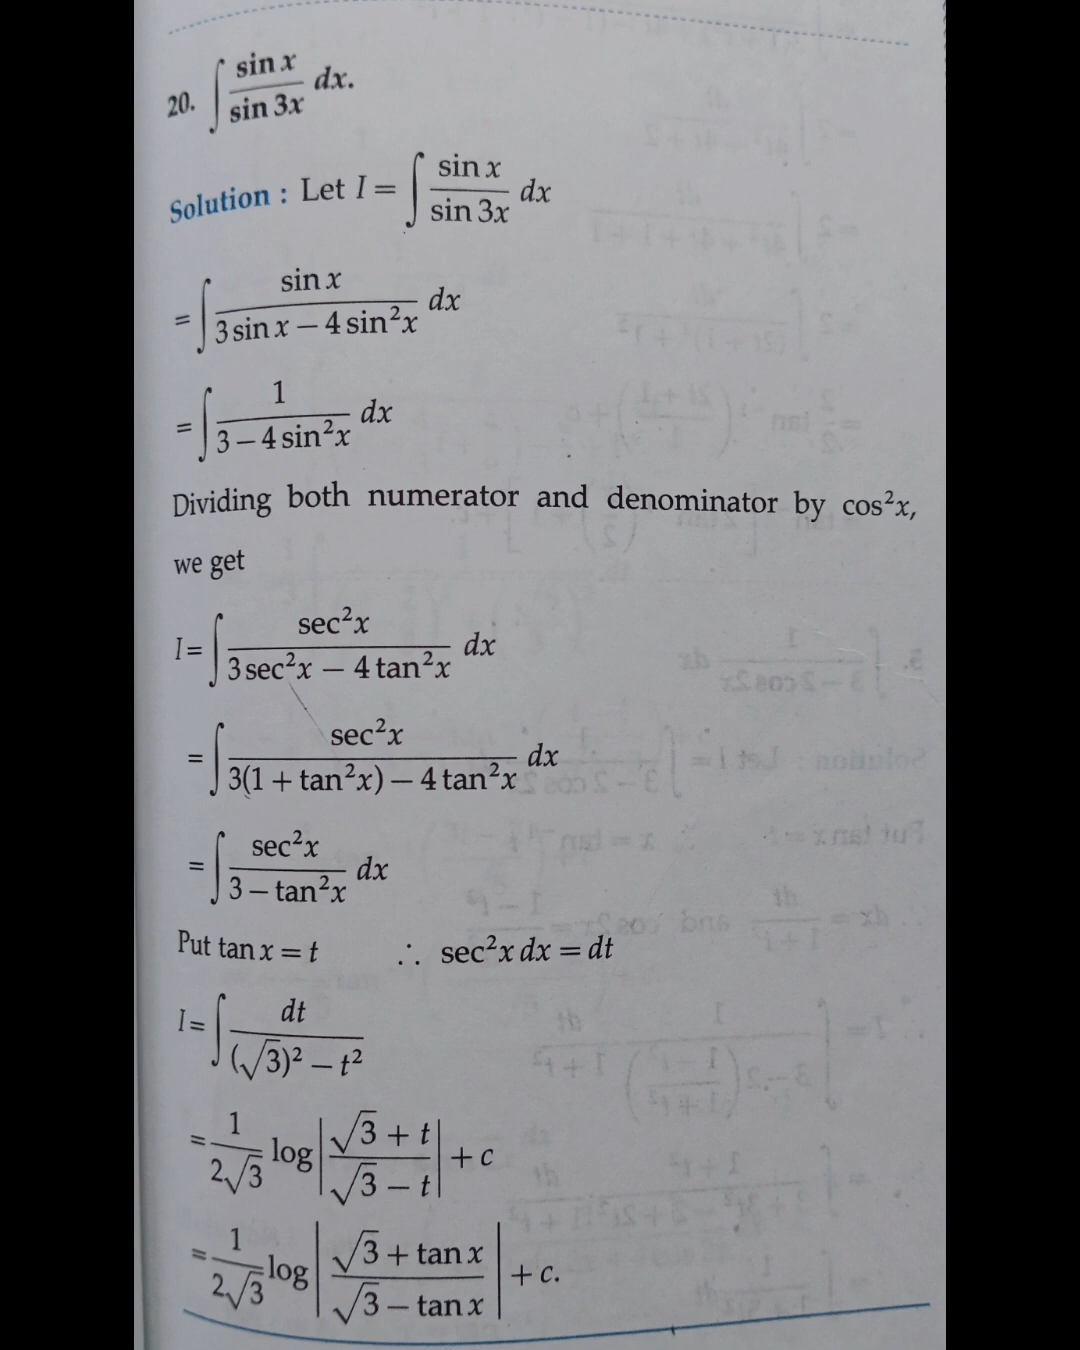 20. ∫ sin x / sin 3x dx.
Solution : Let I = ∫ sin x / sin 3x dx
= ∫ sin x / 3 sin x – 4 sin²x dx
= ∫ 1 / 3 – 4 sin²x dx
Dividing both numerator and denominator by cos²x,
we get
I = ∫ sec²x / 3 sec²x – 4 tan²x dx
= ∫ sec²x / 3(1 + tan²x) – 4 tan²x dx
= ∫ sec²x / 3 – tan²x dx
Put tan x = t ∴ sec²x dx = dt
I = ∫ dt / (√3)² – t²
= 1 / 2√3 log | √3 + t / √3 – t | + c
= 1 / 2√3 log | √3 + tan x / √3 – tan x | + c.